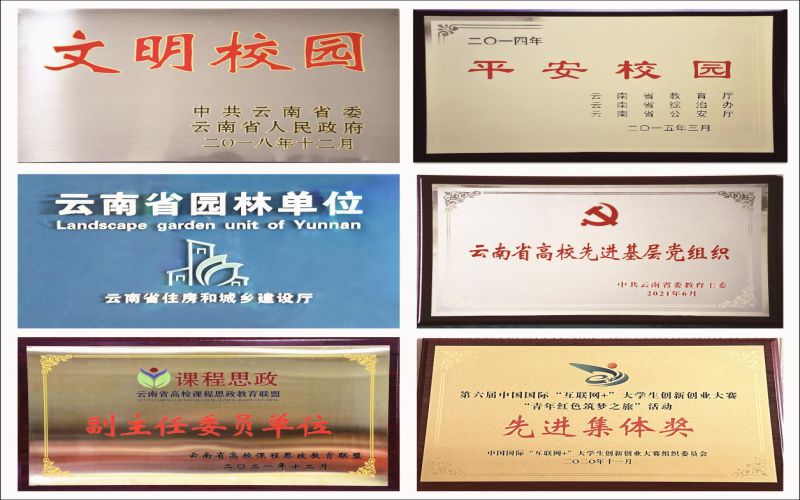 文明校园
中共云南省委
云南省人民政府
二〇一八年十二月
二〇一四年
平安校园
云南省教育厅
云南省综治办
云南省公安厅
二〇一五年三月
云南省园林单位
Landscape garden unit of Yunnan
云南省住房和城乡建设厅
云南省高校先进基层党组织
中共云南省委教育工委
2021年6月
课程思政
云南省高校课程思政教育联盟
副主任委员单位
云南省高校课程思政教育联盟
二〇二一年十二月
第六届中国国际“互联网+”大学生创新创业大赛
“青年红色筑梦之旅”活动
先进集体奖
中国国际“互联网+”大学生创新创业大赛组织委员会
二〇二〇年十一月